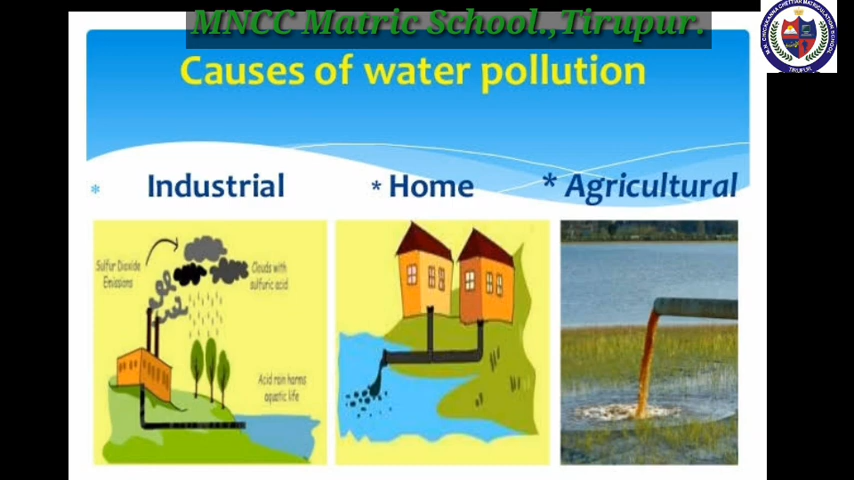 MNCC Matric School.,Tirupur.
Causes of water pollution
* Industrial
* Home
* Agricultural
Sulfur Dioxide
Emissions
Clouds with
sulfuric acid
Acid rain harms
aquatic life
TIRUPUR